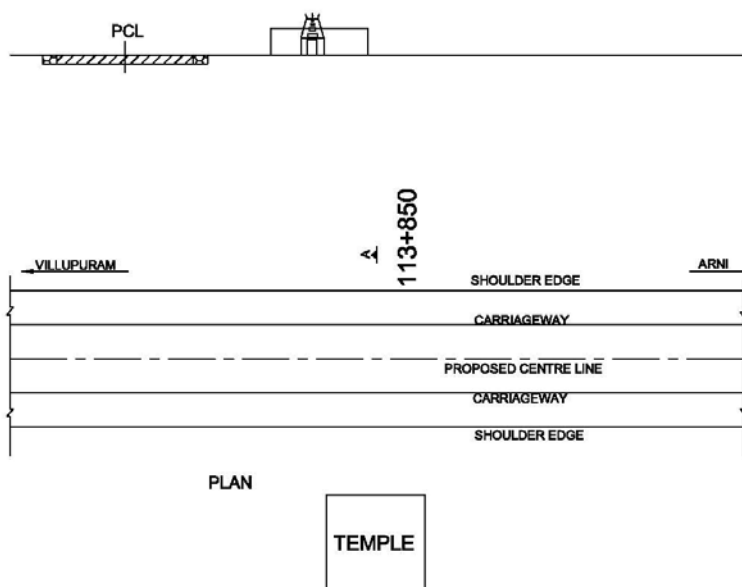 PCL
113+850
A
VILLUPURAM
ARNI
SHOULDER EDGE
CARRIAGEWAY
PROPOSED CENTRE LINE
CARRIAGEWAY
SHOULDER EDGE
PLAN
TEMPLE